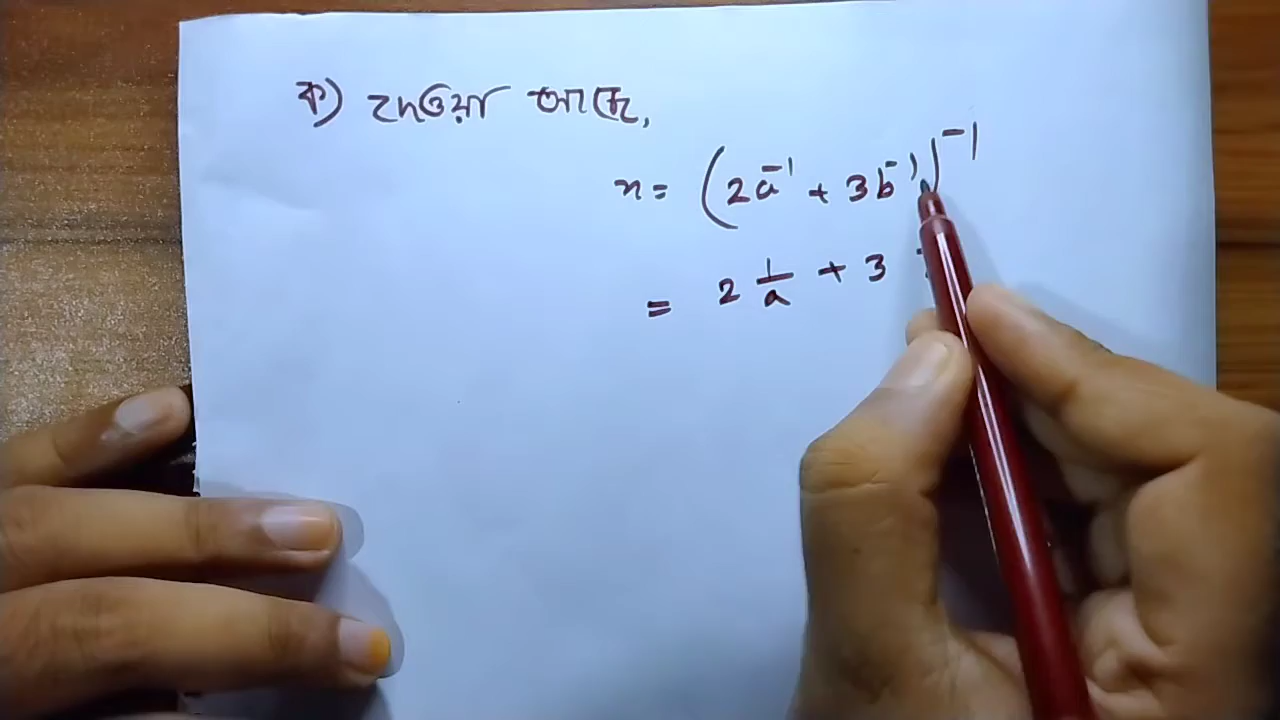 ক) দেওয়া আছে,
x = (2a⁻¹ + 3b⁻¹)⁻¹
= 2 1/a + 3